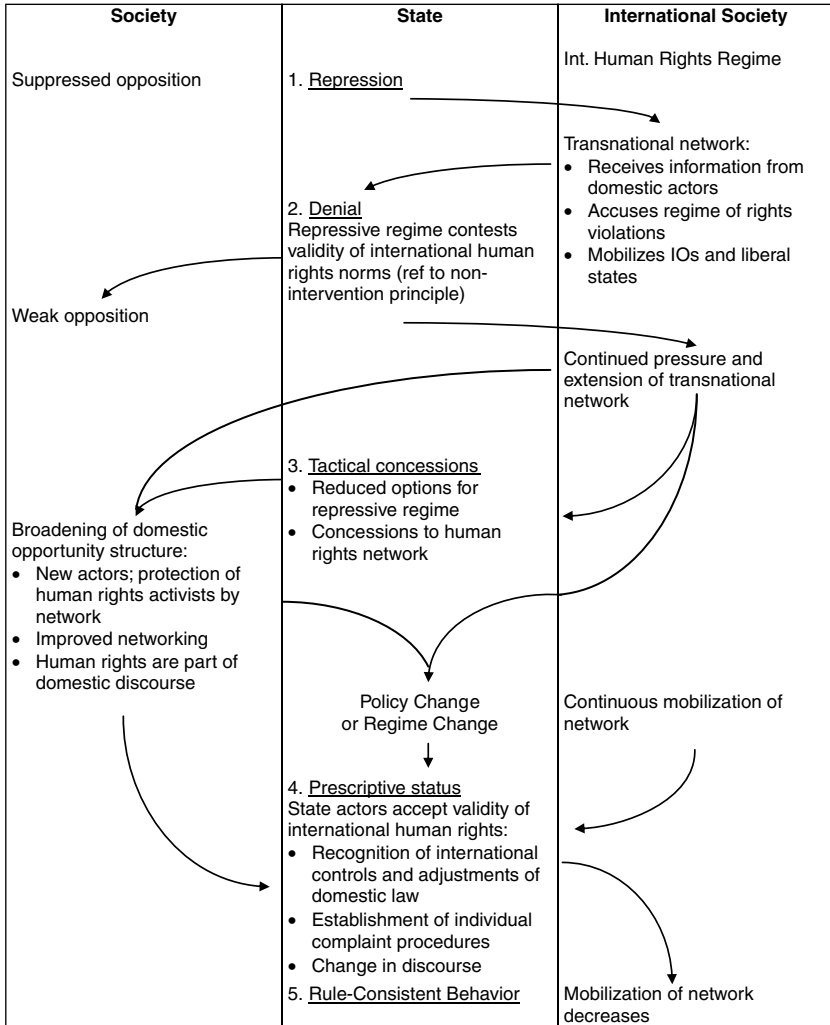 Society
State
International Society
Int. Human Rights Regime
Suppressed opposition
1. Repression
Transnational network:
• Receives information from
domestic actors
• Accuses regime of rights
violations
• Mobilizes IOs and liberal
states
2. Denial
Repressive regime contests
validity of international human
rights norms (ref to non-
intervention principle)
Weak opposition
Continued pressure and
extension of transnational
network
3. Tactical concessions
• Reduced options for
repressive regime
• Concessions to human
rights network
Broadening of domestic
opportunity structure:
• New actors; protection of
human rights activists by
network
• Improved networking
• Human rights are part of
domestic discourse
Policy Change
or Regime Change
Continuous mobilization of
network
4. Prescriptive status
State actors accept validity of
international human rights:
• Recognition of international
controls and adjustments of
domestic law
• Establishment of individual
complaint procedures
• Change in discourse
5. Rule-Consistent Behavior
Mobilization of network
decreases